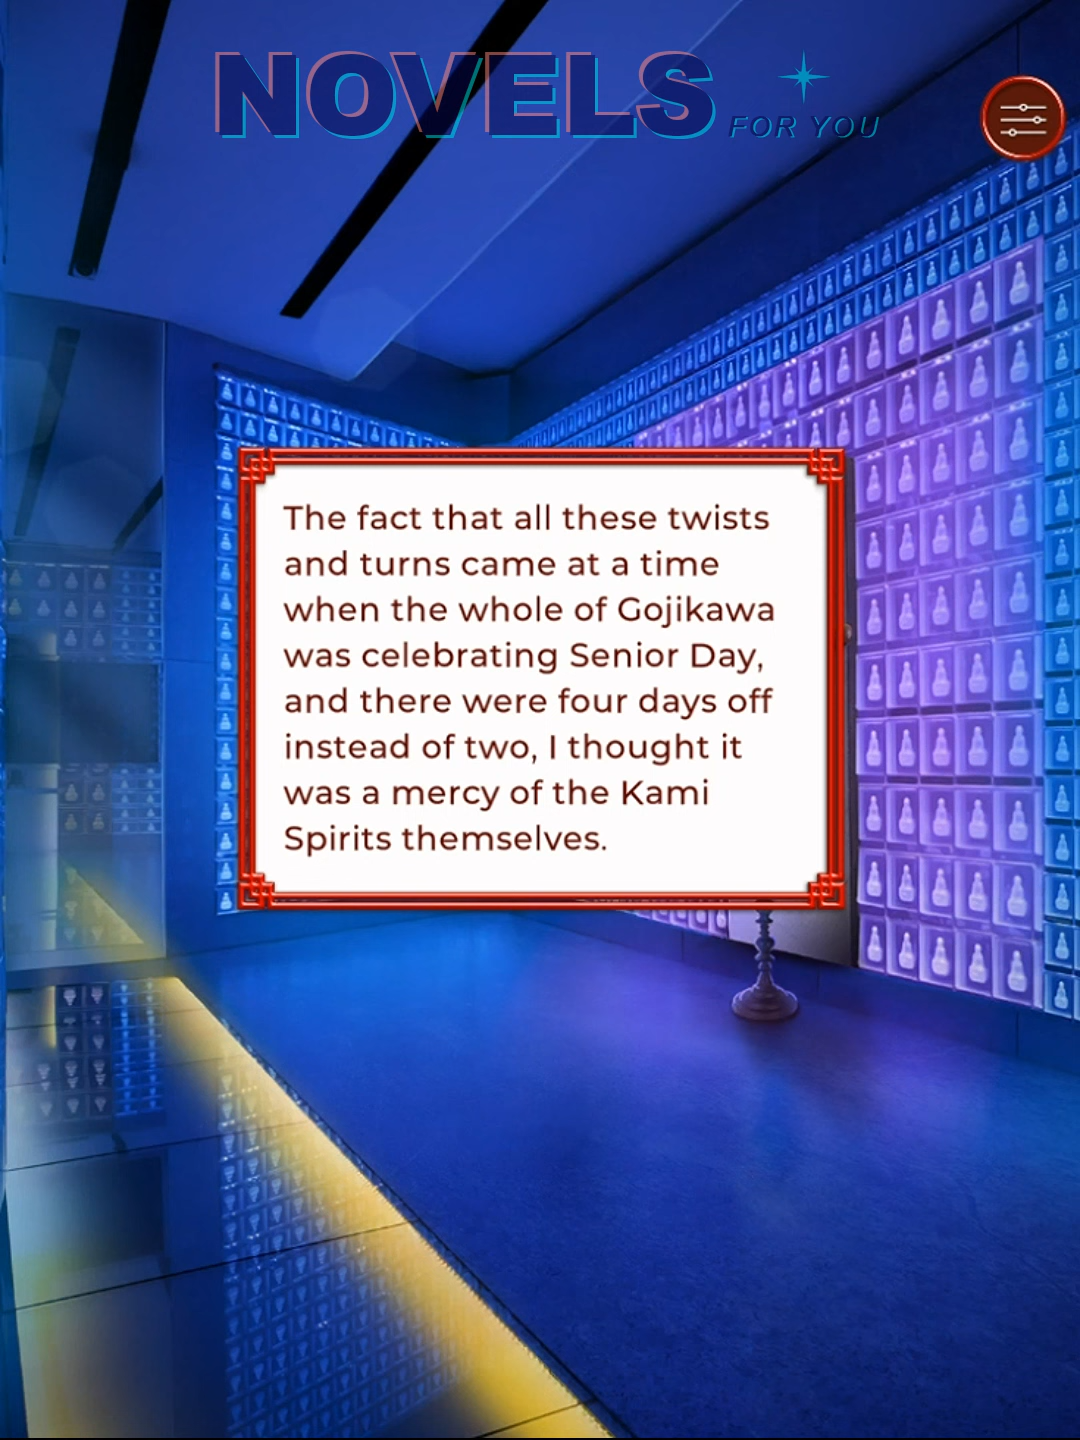 NOVELS
FOR YOU
The fact that all these twists
and turns came at a time
when the whole of Gojikawa
was celebrating Senior Day,
and there were four days off
instead of two, I thought it
was a mercy of the Kami
Spirits themselves.